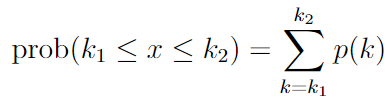 prob(k₁ ≤ x ≤ k₂) = ∑_{k=k₁}^{k₂} p(k)